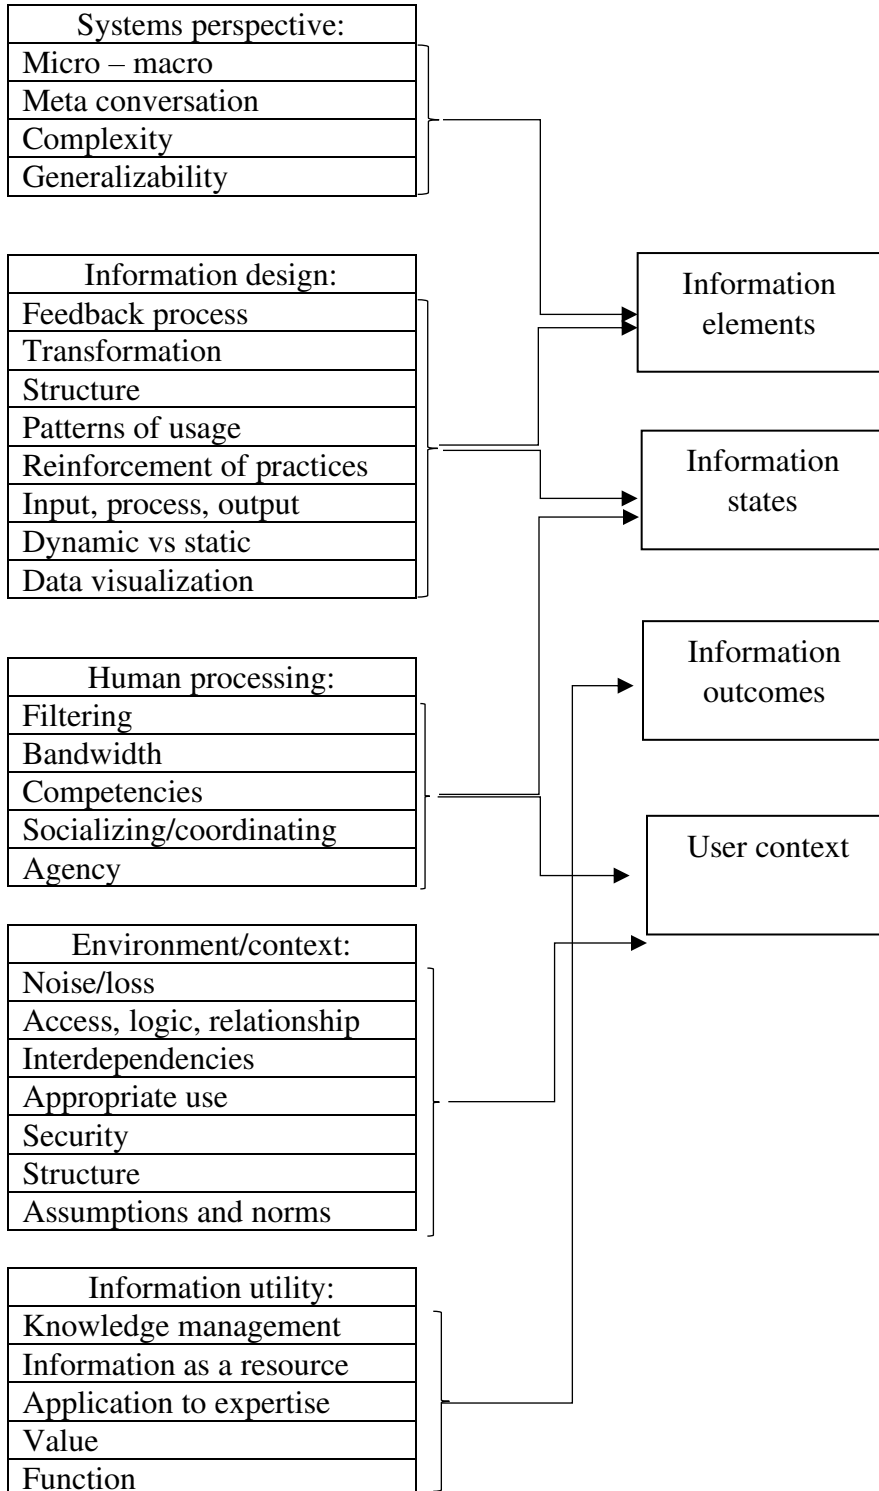 Systems perspective:
Micro – macro
Meta conversation
Complexity
Generalizability
Information design:
Feedback process
Transformation
Structure
Patterns of usage
Reinforcement of practices
Input, process, output
Dynamic vs static
Data visualization
Human processing:
Filtering
Bandwidth
Competencies
Socializing/coordinating
Agency
Environment/context:
Noise/loss
Access, logic, relationship
Interdependencies
Appropriate use
Security
Structure
Assumptions and norms
Information utility:
Knowledge management
Information as a resource
Application to expertise
Value
Function
Information
elements
Information
states
Information
outcomes
User context